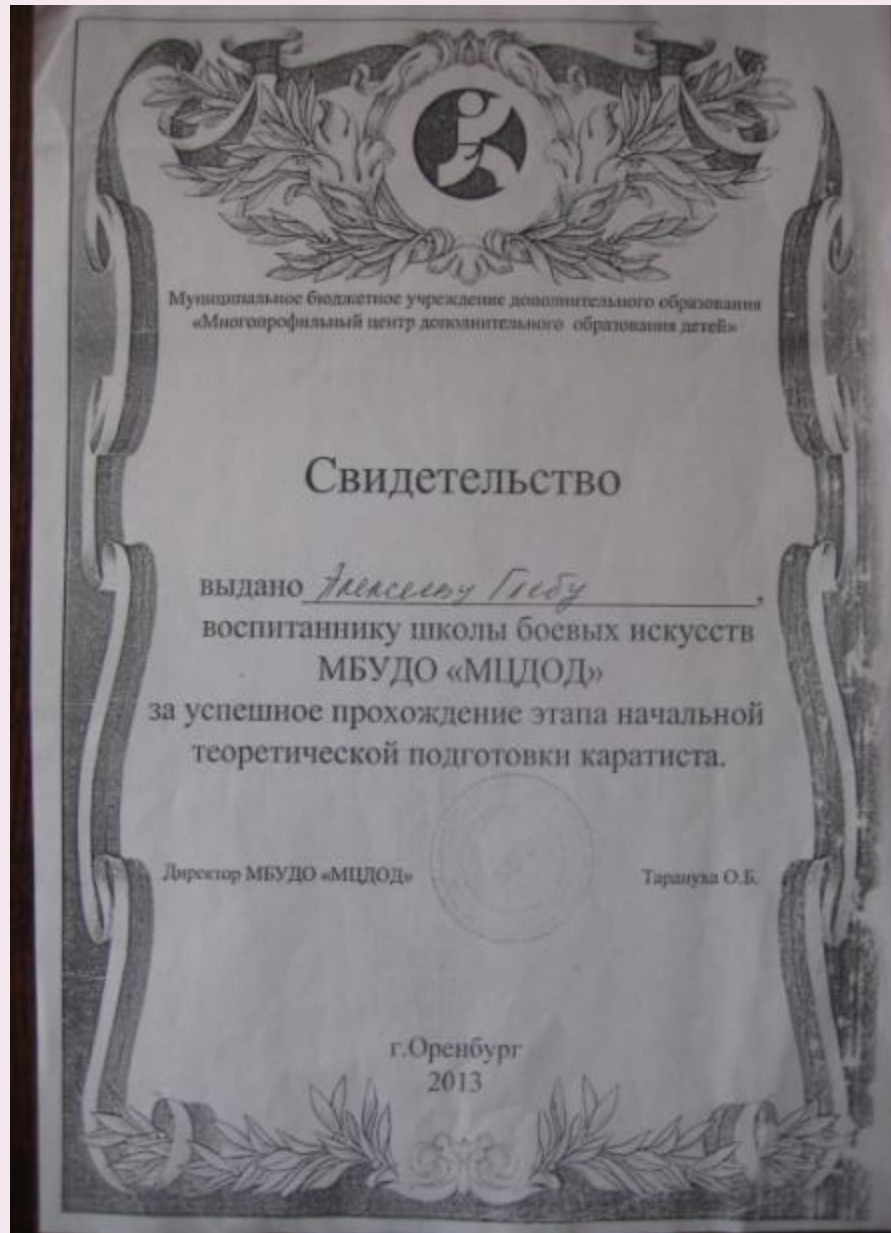 Муниципальное бюджетное учреждение дополнительного образования
«Многопрофильный центр дополнительного образования детей»
Свидетельство
выдано Алексееву Глебу,
воспитаннику школы боевых искусств
МБУДО «МЦДОД»
за успешное прохождение этапа начальной
теоретической подготовки каратиста.
Директор МБУДО «МЦДОД» Тарануха О.Б.
г.Оренбург
2013